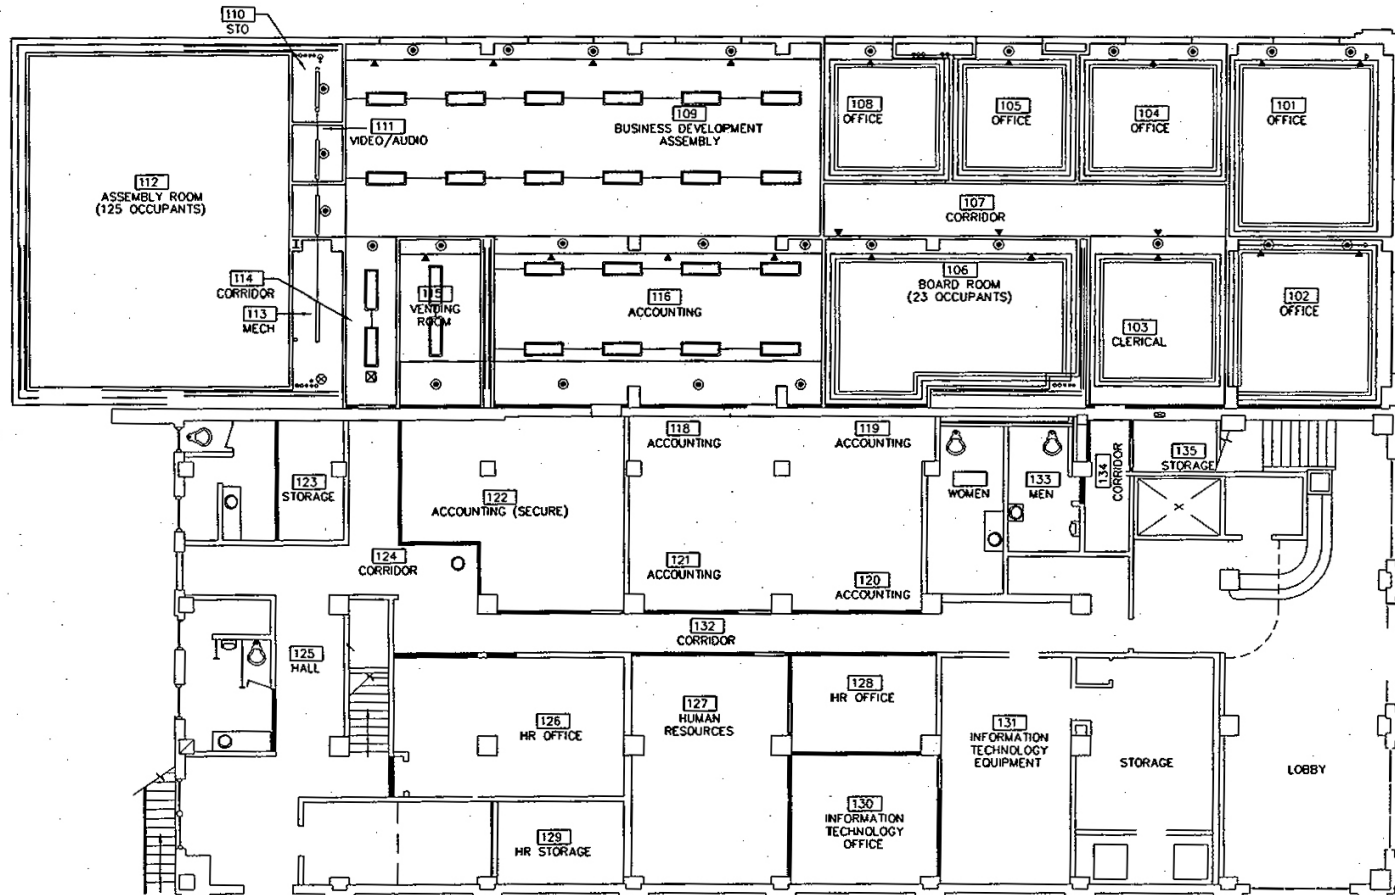 110
STO
111
VIDEO/AUDIO
109
BUSINESS DEVELOPMENT
ASSEMBLY
108
OFFICE
105
OFFICE
104
OFFICE
101
OFFICE
112
ASSEMBLY ROOM
(125 OCCUPANTS)
107
CORRIDOR
114
CORRIDOR
113
MECH
115
VENDING
ROOM
116
ACCOUNTING
106
BOARD ROOM
(23 OCCUPANTS)
103
CLERICAL
102
OFFICE
118
ACCOUNTING
119
ACCOUNTING
123
STORAGE
122
ACCOUNTING (SECURE)
WOMEN
133
MEN
134
CORRIDOR
135
STORAGE
124
CORRIDOR
121
ACCOUNTING
120
ACCOUNTING
132
CORRIDOR
125
HALL
126
HR OFFICE
127
HUMAN
RESOURCES
128
HR OFFICE
131
INFORMATION
TECHNOLOGY
EQUIPMENT
STORAGE
LOBBY
129
HR STORAGE
130
INFORMATION
TECHNOLOGY
OFFICE